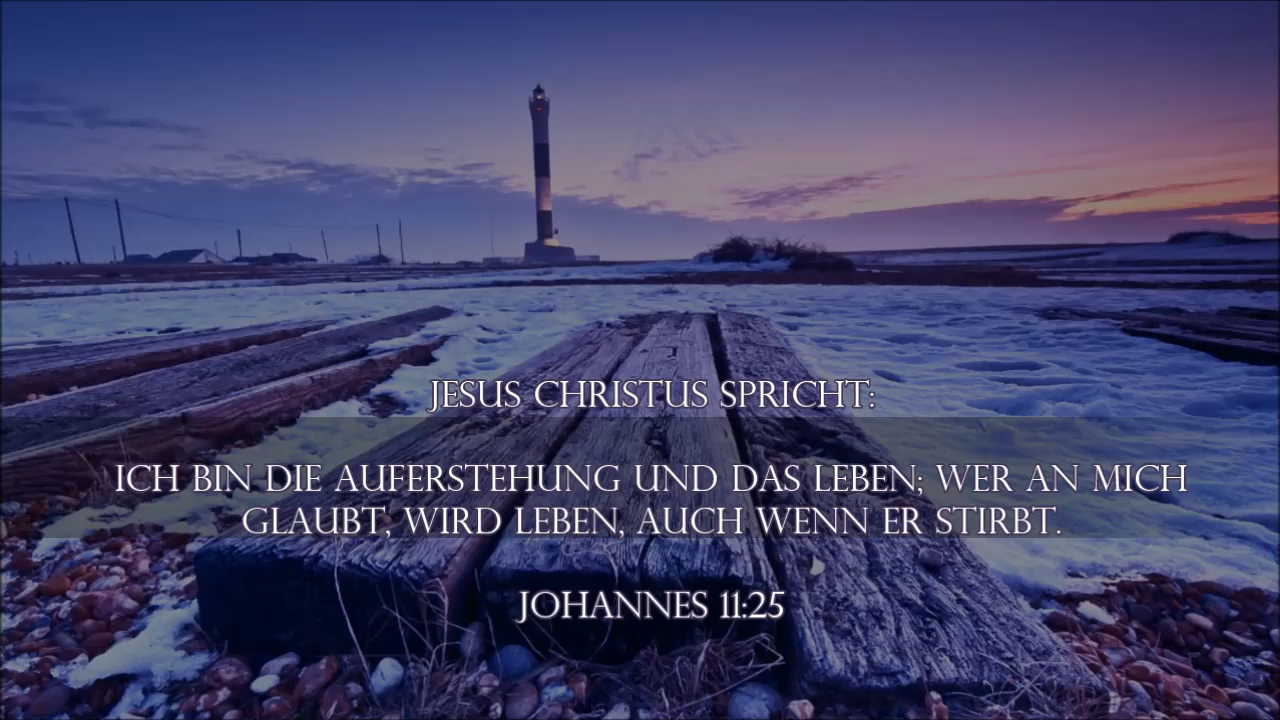 JESUS CHRISTUS SPRICHT:
ICH BIN DIE AUFERSTEHUNG UND DAS LEBEN; WER AN MICH
GLAUBT, WIRD LEBEN, AUCH WENN ER STIRBT.
JOHANNES 11:25